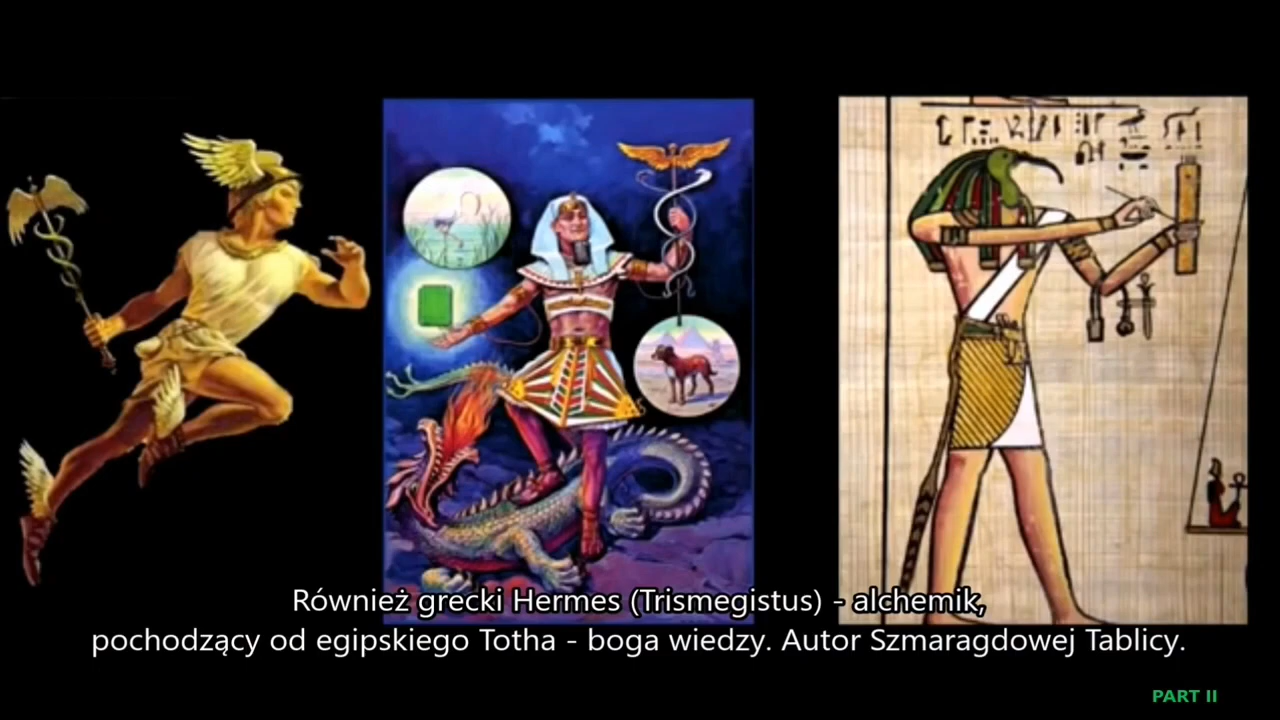 Również grecki Hermes (Trismegistus) - alchemik,
pochodzący od egipskiego Totha - boga wiedzy. Autor Szmaragdowej Tablicy.
PART II